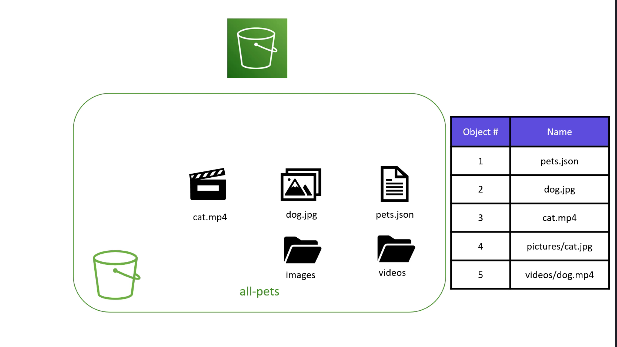 cat.mp4
dog.jpg
pets.json
Images
videos
all-pets
Object # Name
1 pets.json
2 dog.jpg
3 cat.mp4
4 pictures/cat.jpg
5 videos/dog.mp4